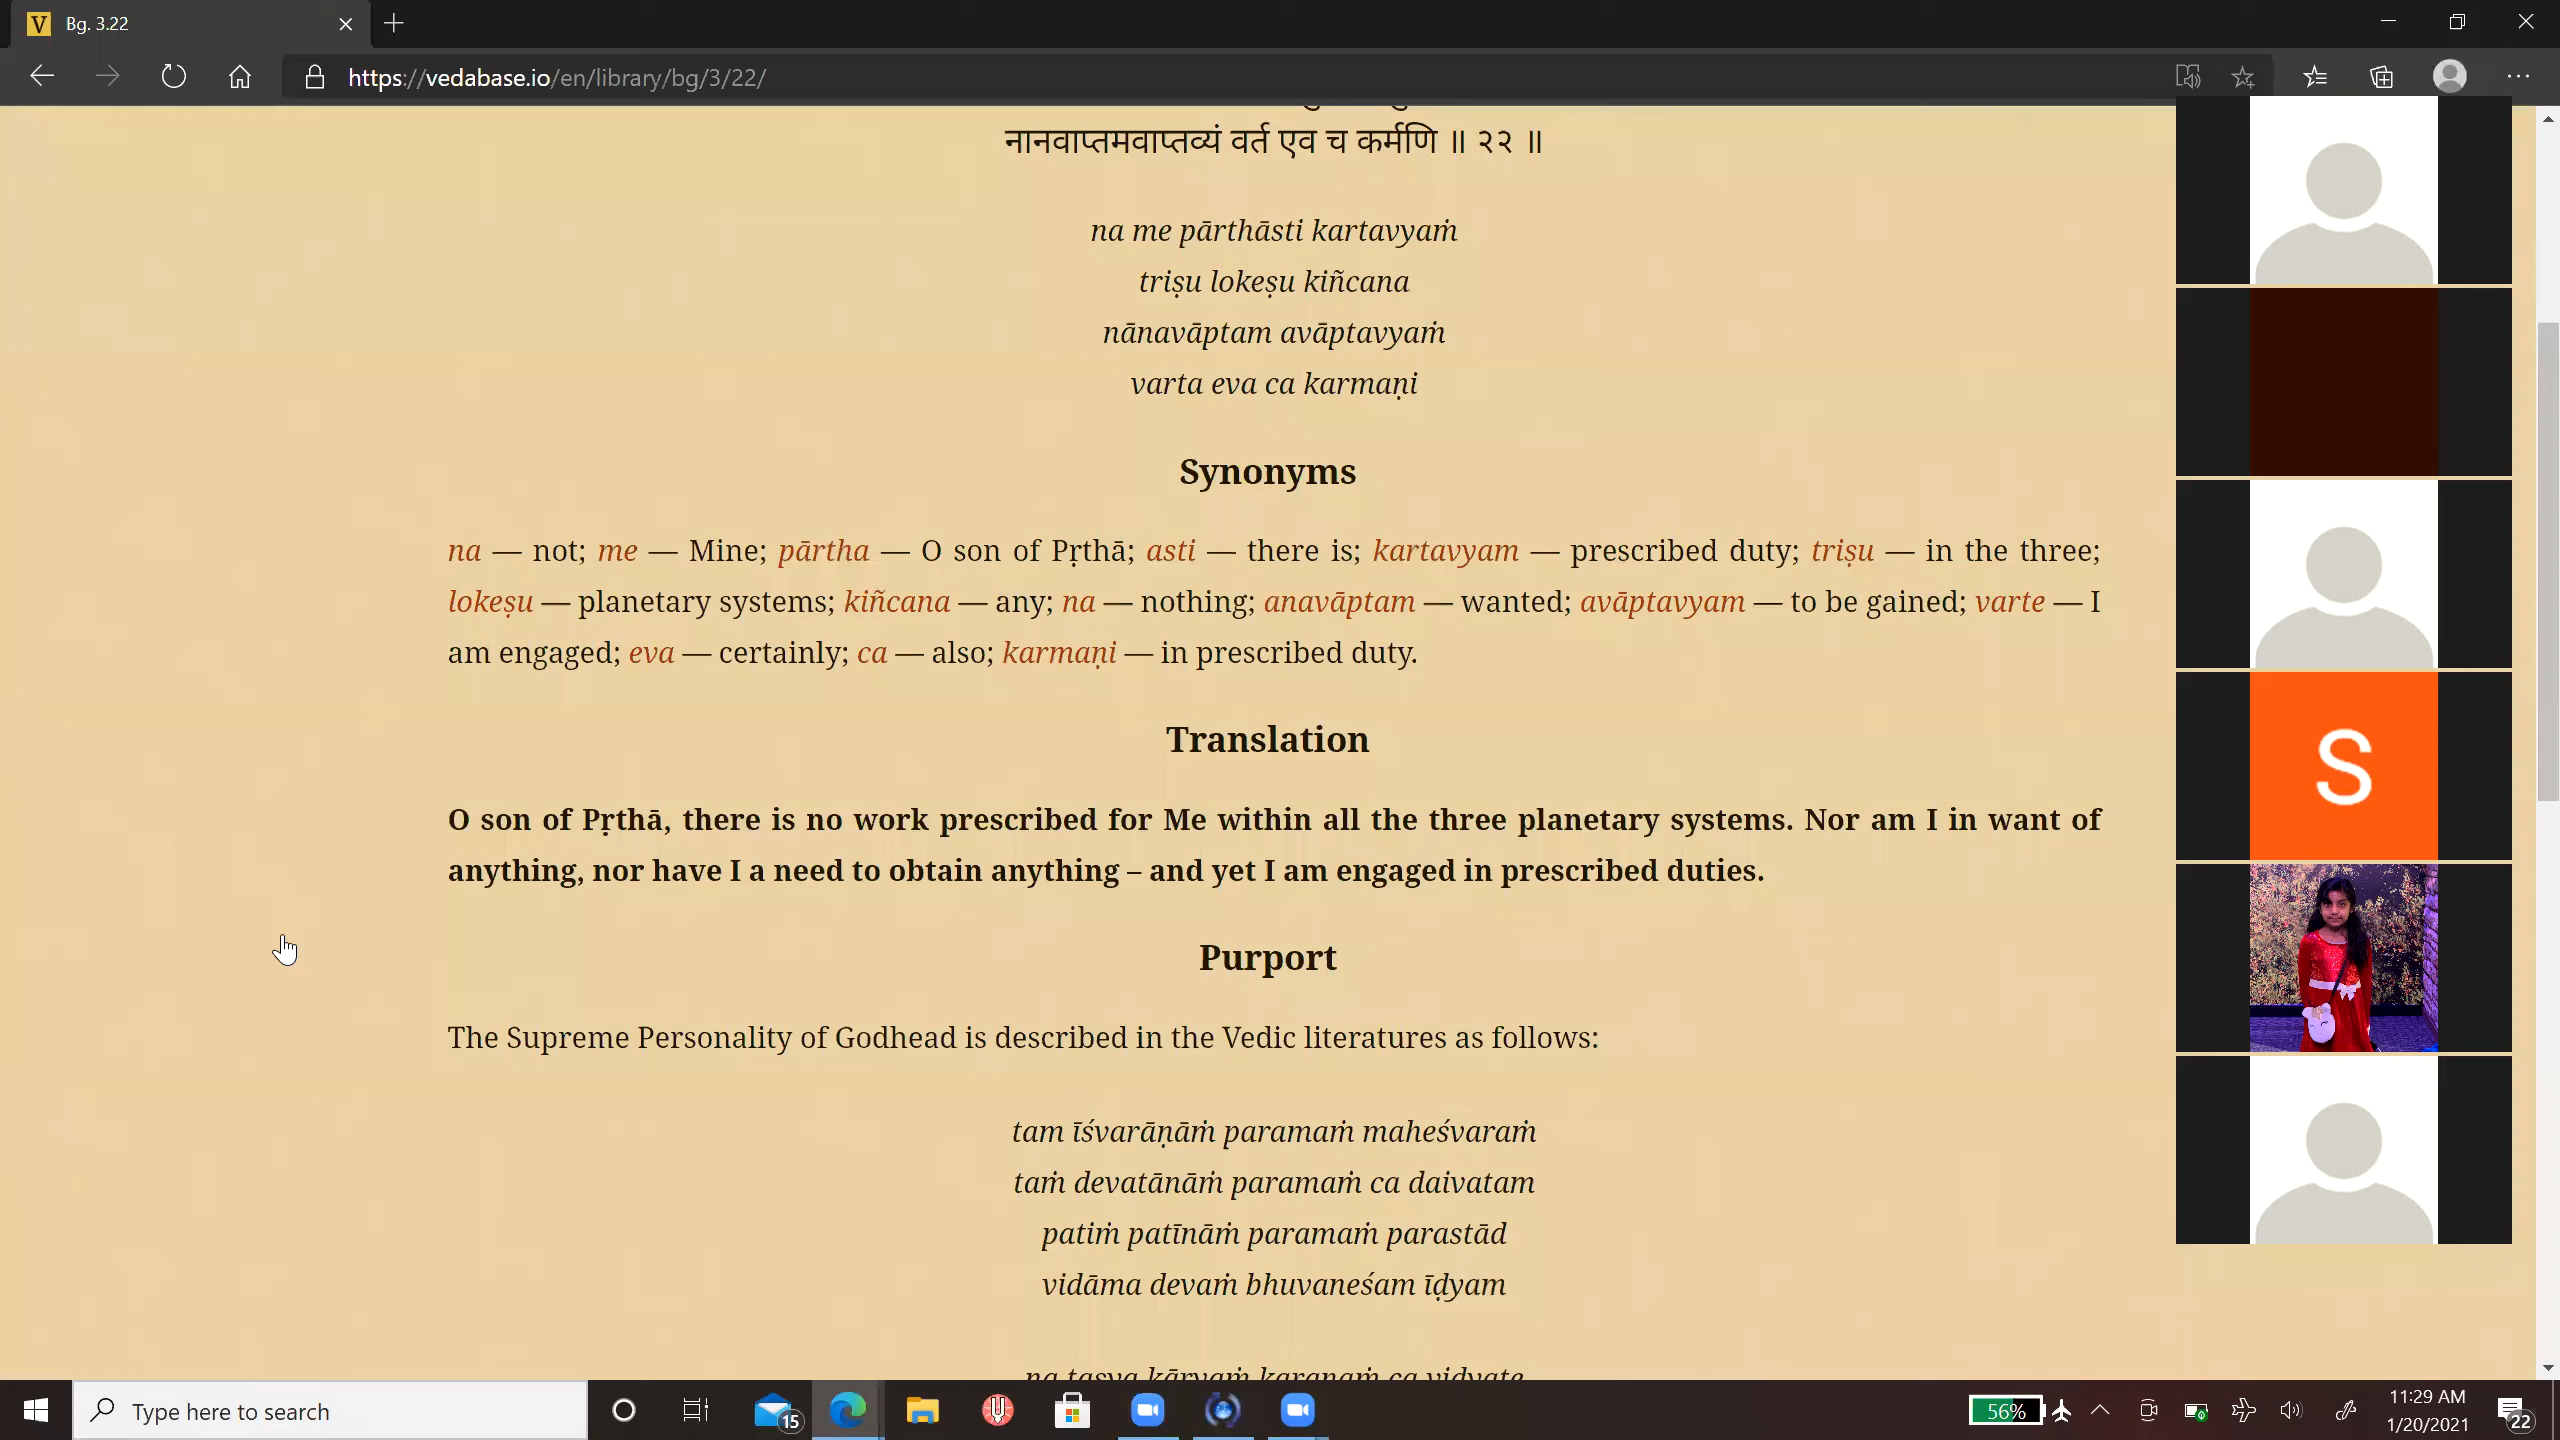 Bg. 3.22
https://vedabase.io/en/library/bg/3/22/
नानवाप्तमवाप्तव्यं वर्त एव च कर्मणि ॥ २२ ॥
na me pārthāsti kartavyaṁ
triṣu lokeṣu kiñcana
nānavāptam avāptavyaṁ
varta eva ca karmaṇi
Synonyms
na — not; me — Mine; pārtha — O son of Pṛthā; asti — there is; kartavyam — prescribed duty; triṣu — in the three;
lokeṣu — planetary systems; kiñcana — any; na — nothing; anavāptam — wanted; avāptavyam — to be gained; varte — I
am engaged; eva — certainly; ca — also; karmaṇi — in prescribed duty.
Translation
O son of Pṛthā, there is no work prescribed for Me within all the three planetary systems. Nor am I in want of
anything, nor have I a need to obtain anything – and yet I am engaged in prescribed duties.
Purport
The Supreme Personality of Godhead is described in the Vedic literatures as follows:
tam īśvarāṇāṁ paramaṁ maheśvaraṁ
taṁ devatānāṁ paramaṁ ca daivatam
patiṁ patīnāṁ paramaṁ parastād
vidāma devaṁ bhuvaneśam īḍyam
na tasya kāryaṁ karaṇaṁ ca vidyate
S
Type here to search
15
56%
11:29 AM
1/20/2021
22